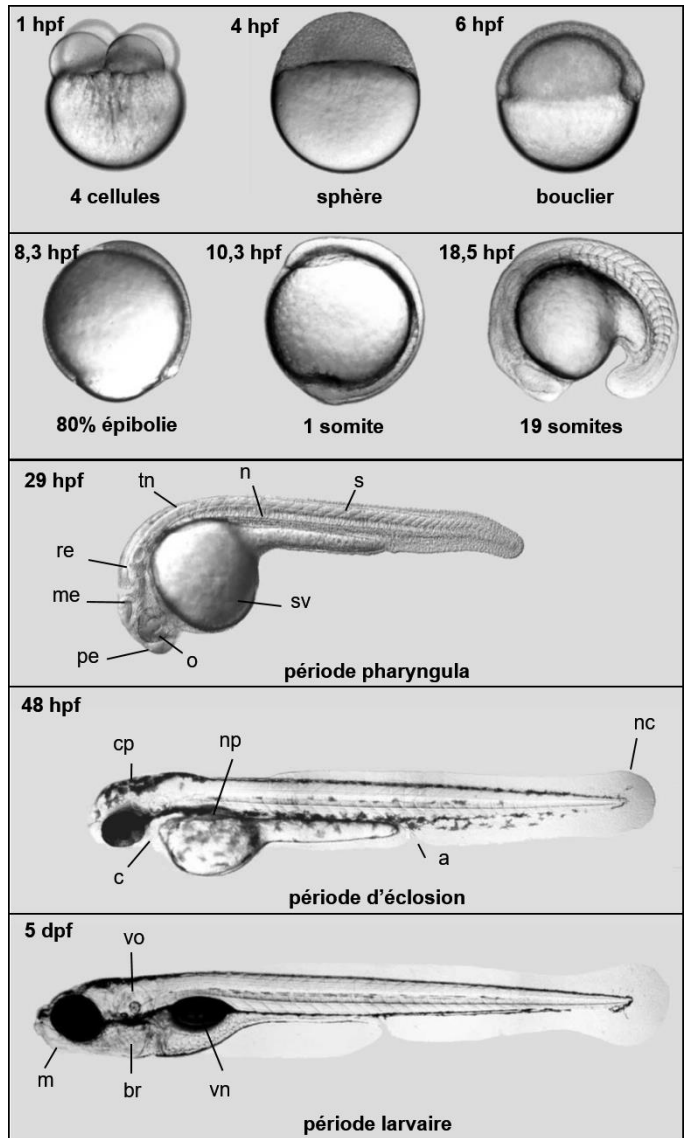 1 hpf
4 hpf
6 hpf
4 cellules
sphère
bouclier
8,3 hpf
10,3 hpf
18,5 hpf
80% épibolie
1 somite
19 somites
29 hpf
tn
n
s
re
me
sv
pe
o
période pharyngula
48 hpf
cp
np
nc
c
a
période d'éclosion
5 dpf
vo
m
br
vn
période larvaire